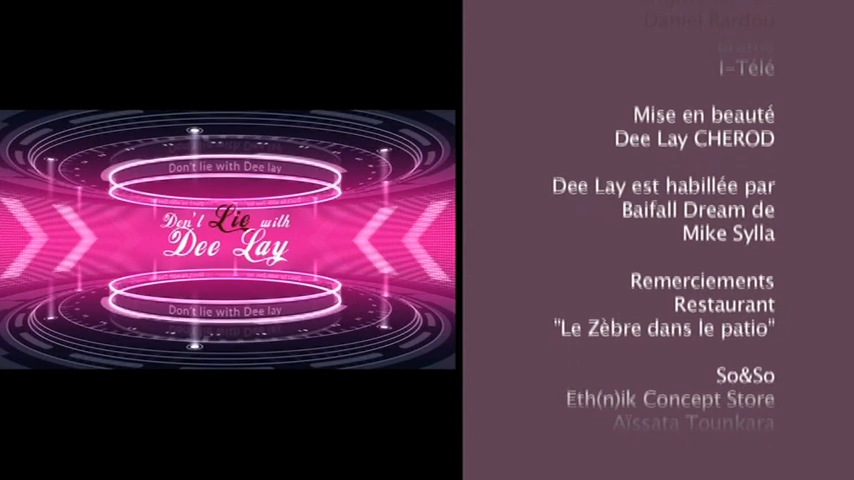 Don't lie with Dee lay
Don't Lie with
Dee Lay
Don't lie with Dee lay
Daniel Bardou
I-Télé
Mise en beauté
Dee Lay CHEROD
Dee Lay est habillée par
Baifall Dream de
Mike Sylla
Remerciements
Restaurant
"Le Zèbre dans le patio"
So&So
Eth(n)ik Concept Store
Aïssata Tounkara